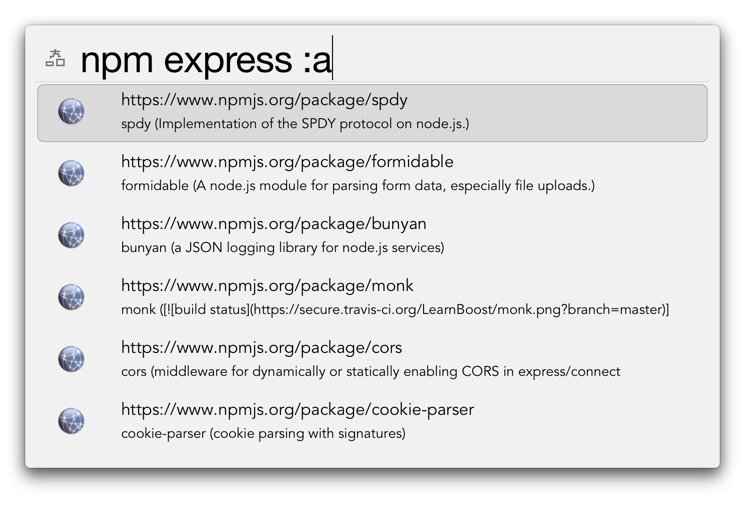 npm express :a
https://www.npmjs.org/package/spdy
spdy (Implementation of the SPDY protocol on node.js.)
https://www.npmjs.org/package/formidable
formidable (A node.js module for parsing form data, especially file uploads.)
https://www.npmjs.org/package/bunyan
bunyan (a JSON logging library for node.js services)
https://www.npmjs.org/package/monk
monk ([![build status](https://secure.travis-ci.org/LearnBoost/monk.png?branch=master)]
https://www.npmjs.org/package/cors
cors (middleware for dynamically or statically enabling CORS in express/connect
https://www.npmjs.org/package/cookie-parser
cookie-parser (cookie parsing with signatures)